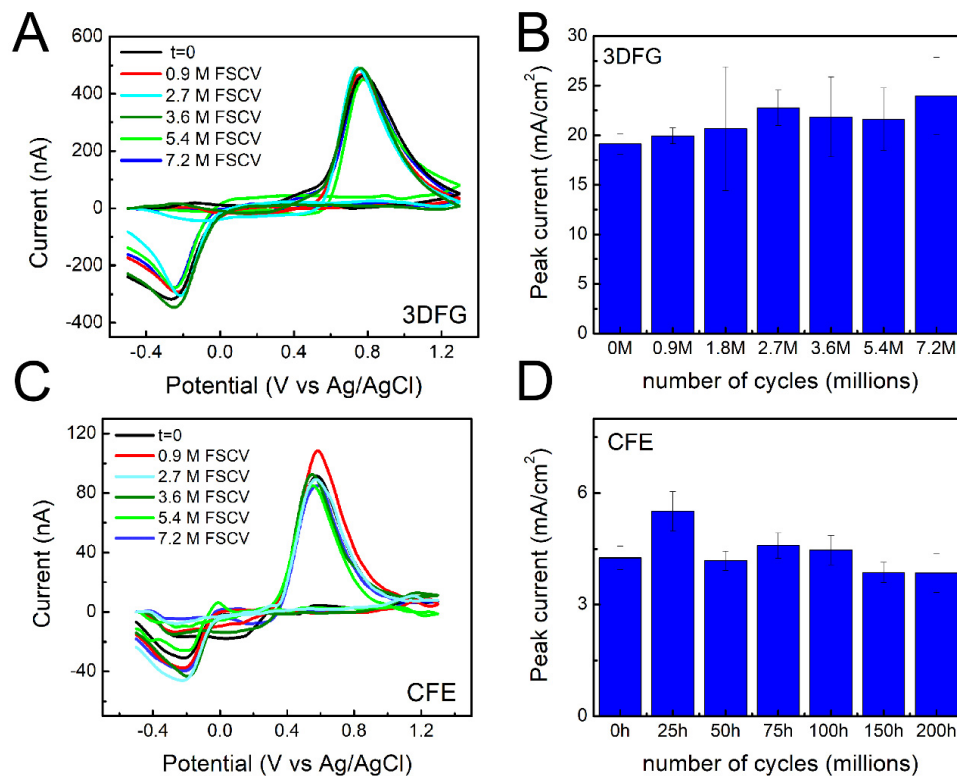 A
600
400
200
0
-200
-400
Current (nA)
t=0
0.9 M FSCV
2.7 M FSCV
3.6 M FSCV
5.4 M FSCV
7.2 M FSCV
3DFG
-0.4
0.0
0.4
0.8
1.2
Potential (V vs Ag/AgCl)
B
30
25
20
15
10
5
0
Peak current (mA/cm²)
3DFG
0M
0.9M
1.8M
2.7M
3.6M
5.4M
7.2M
number of cycles (millions)
C
120
80
40
0
-40
Current (nA)
t=0
0.9 M FSCV
2.7 M FSCV
3.6 M FSCV
5.4 M FSCV
7.2 M FSCV
CFE
-0.4
0.0
0.4
0.8
1.2
Potential (V vs Ag/AgCl)
D
6
3
0
Peak current (mA/cm²)
CFE
0h
25h
50h
75h
100h
150h
200h
number of cycles (millions)